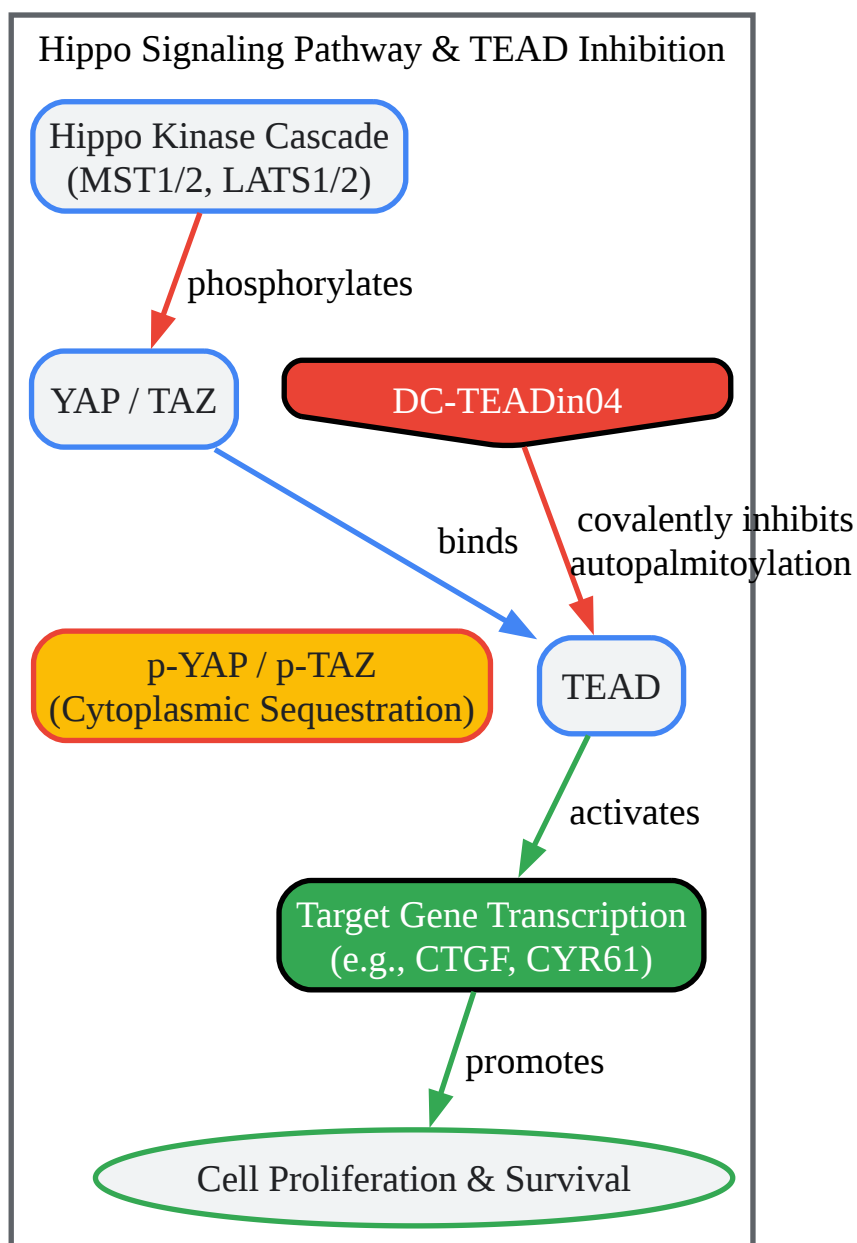 Hippo Signaling Pathway & TEAD Inhibition
Hippo Kinase Cascade
(MST1/2, LATS1/2)
phosphorylates
YAP / TAZ
DC-TEADin04
binds
covalently inhibits
autopalmitoylation
p-YAP / p-TAZ
(Cytoplasmic Sequestration)
TEAD
activates
Target Gene Transcription
(e.g., CTGF, CYR61)
promotes
Cell Proliferation & Survival